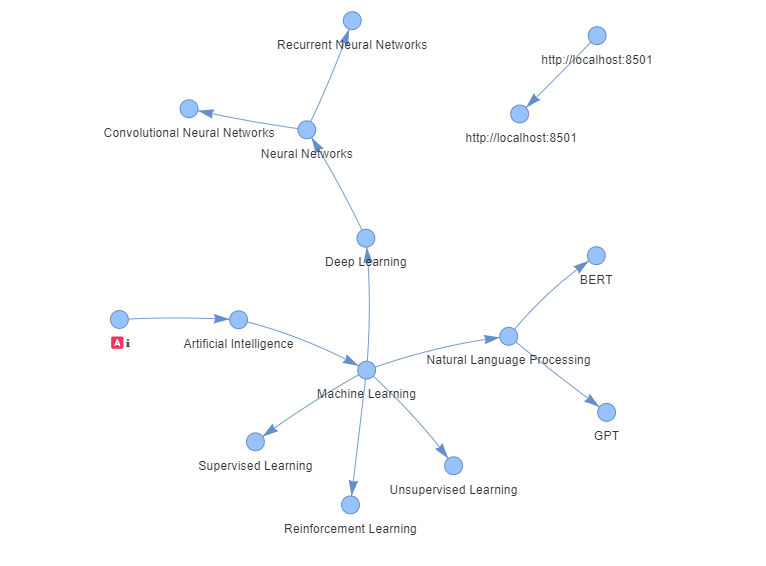 Recurrent Neural Networks
http://localhost:8501
Convolutional Neural Networks
http://localhost:8501
Neural Networks
Deep Learning
BERT
🅰️ℹ️
Artificial Intelligence
Natural Language Processing
Machine Learning
GPT
Supervised Learning
Unsupervised Learning
Reinforcement Learning